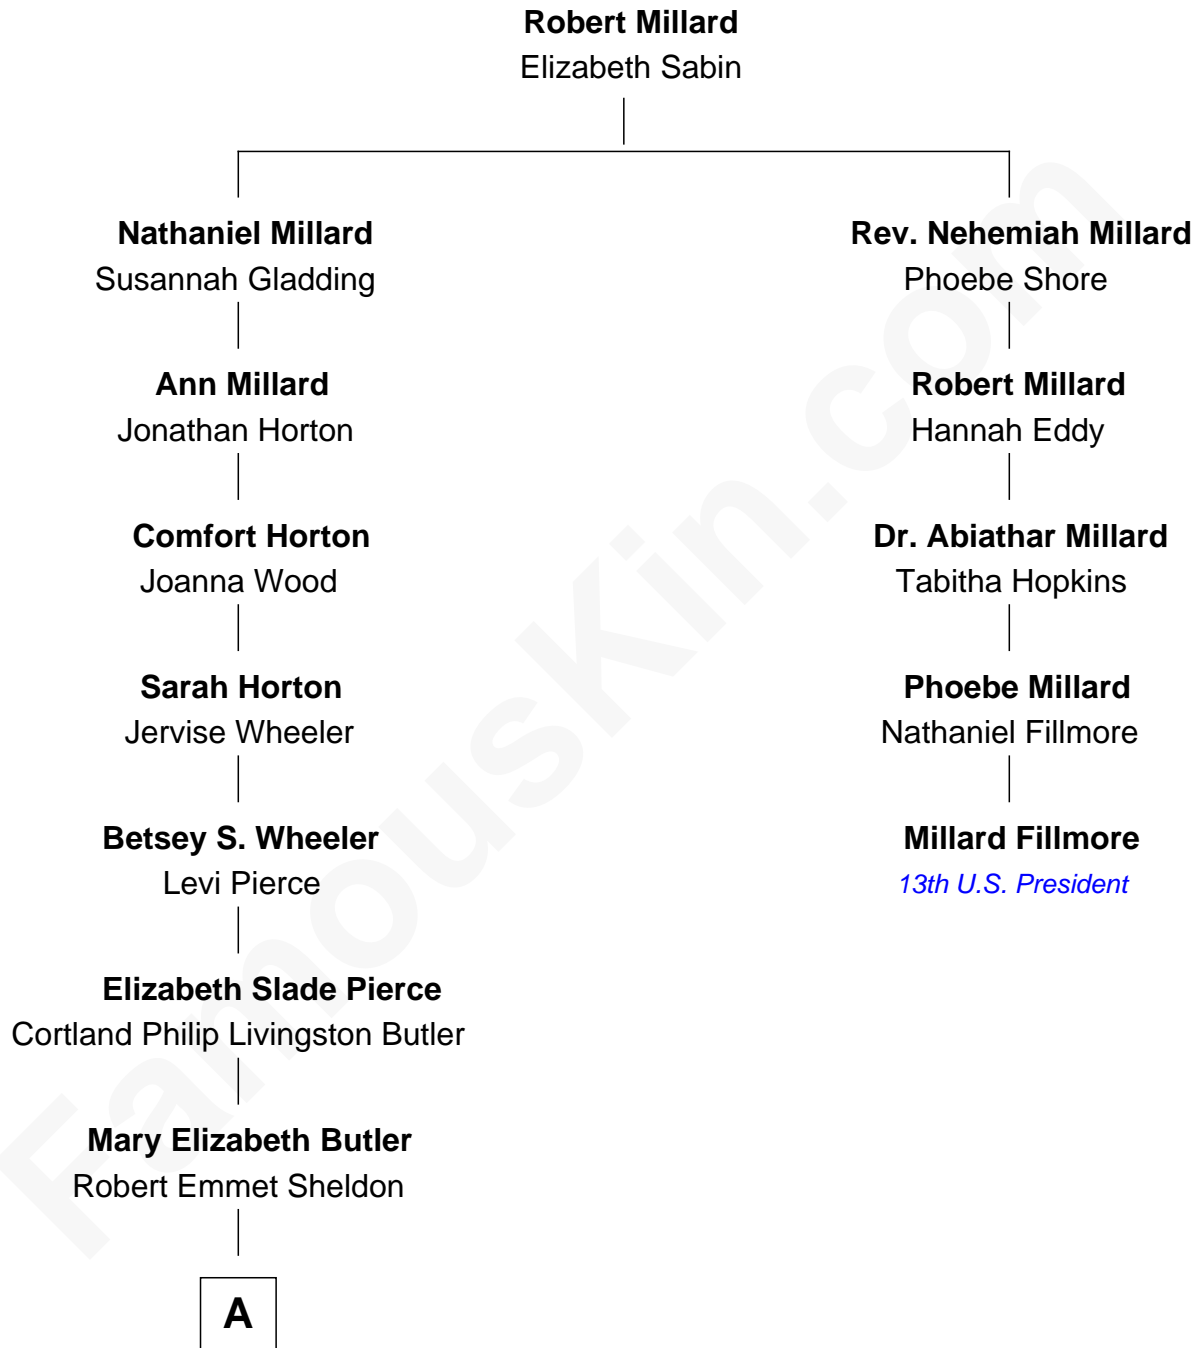 Robert Millard
Elizabeth Sabin
Nathaniel Millard
Susannah Gladding
Rev. Nehemiah Millard
Phoebe Shore
Ann Millard
Jonathan Horton
Robert Millard
Hannah Eddy
Comfort Horton
Joanna Wood
Dr. Abiathar Millard
Tabitha Hopkins
Sarah Horton
Jervise Wheeler
Phoebe Millard
Nathaniel Fillmore
Betsey S. Wheeler
Levi Pierce
Millard Fillmore
13th U.S. President
Elizabeth Slade Pierce
Cortland Philip Livingston Butler
Mary Elizabeth Butler
Robert Emmet Sheldon
A
FamousKin.com